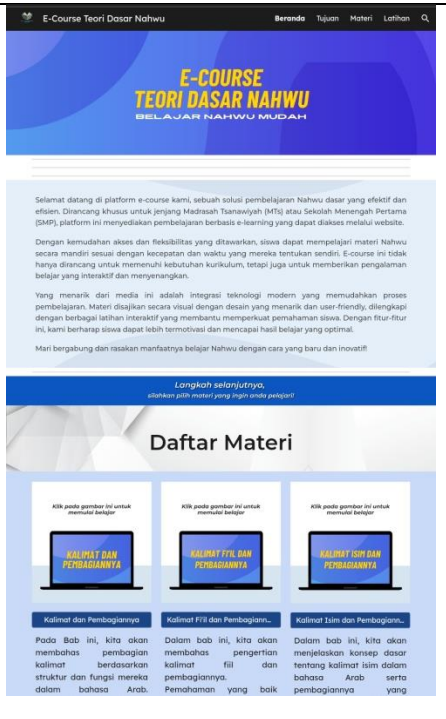 E-Course Teori Dasar Nahwu
Beranda Tujuan Materi Latihan
E-COURSE
TEORI DASAR NAHWU
BELAJAR NAHWU MUDAH
Selamat datang di platform e-course kami, sebuah solusi pembelajaran Nahwu dasar yang efektif dan
efisien. Dirancang khusus untuk jenjang Madrasah Tsanawiyah (MTs) atau Sekolah Menengah Pertama
(SMP), platform ini menyediakan pembelajaran berbasis e-learning yang dapat diakses melalui website.
Dengan kemudahan akses dan fleksibilitas yang ditawarkan, siswa dapat mempelajari materi Nahwu
secara mandiri sesuai dengan kecepatan dan waktu yang mereka tentukan sendiri. E-course ini tidak
hanya dirancang untuk memenuhi kebutuhan kurikulum, tetapi juga untuk memberikan pengalaman
belajar yang interaktif dan menyenangkan.
Yang menarik dari media ini adalah integrasi teknologi modern yang memudahkan proses
pembelajaran. Materi disajikan secara visual dengan desain yang menarik dan user-friendly, dilengkapi
dengan berbagai latihan interaktif yang membantu memperkuat pemahaman siswa. Dengan fitur-fitur
ini, kami berharap siswa dapat lebih termotivasi dan mencapai hasil belajar yang optimal.
Mari bergabung dan rasakan manfaatnya belajar Nahwu dengan cara yang baru dan inovatif!
Langkah selanjutnya,
silahkan pilih materi yang ingin anda pelajari!
Daftar Materi
Klik pada gambar ini untuk
memulai belajar
KALIMAT DAN
PEMBAGIANNYA
Kalimat dan Pembagiannya
Pada Bab ini, kita akan
membahas pembagian
kalimat berdasarkan
struktur dan fungsi mereka
dalam bahasa Arab.
Klik pada gambar ini untuk
memulai belajar
KALIMAT FI'IL DAN
PEMBAGIANNYA
Kalimat Fi'il dan Pembagiann...
Dalam bab ini, kita akan
membahas pengertian
kalimat fiil dan
pembagiannya.
Pemahaman yang baik
Klik pada gambar ini untuk
memulai belajar
KALIMAT ISIM DAN
PEMBAGIANNYA
Kalimat Isim dan Pembagiann...
Dalam bab ini, kita akan
menjelaskan konsep dasar
tentang kalimat isim dalam
bahasa Arab serta
pembagiannya yang